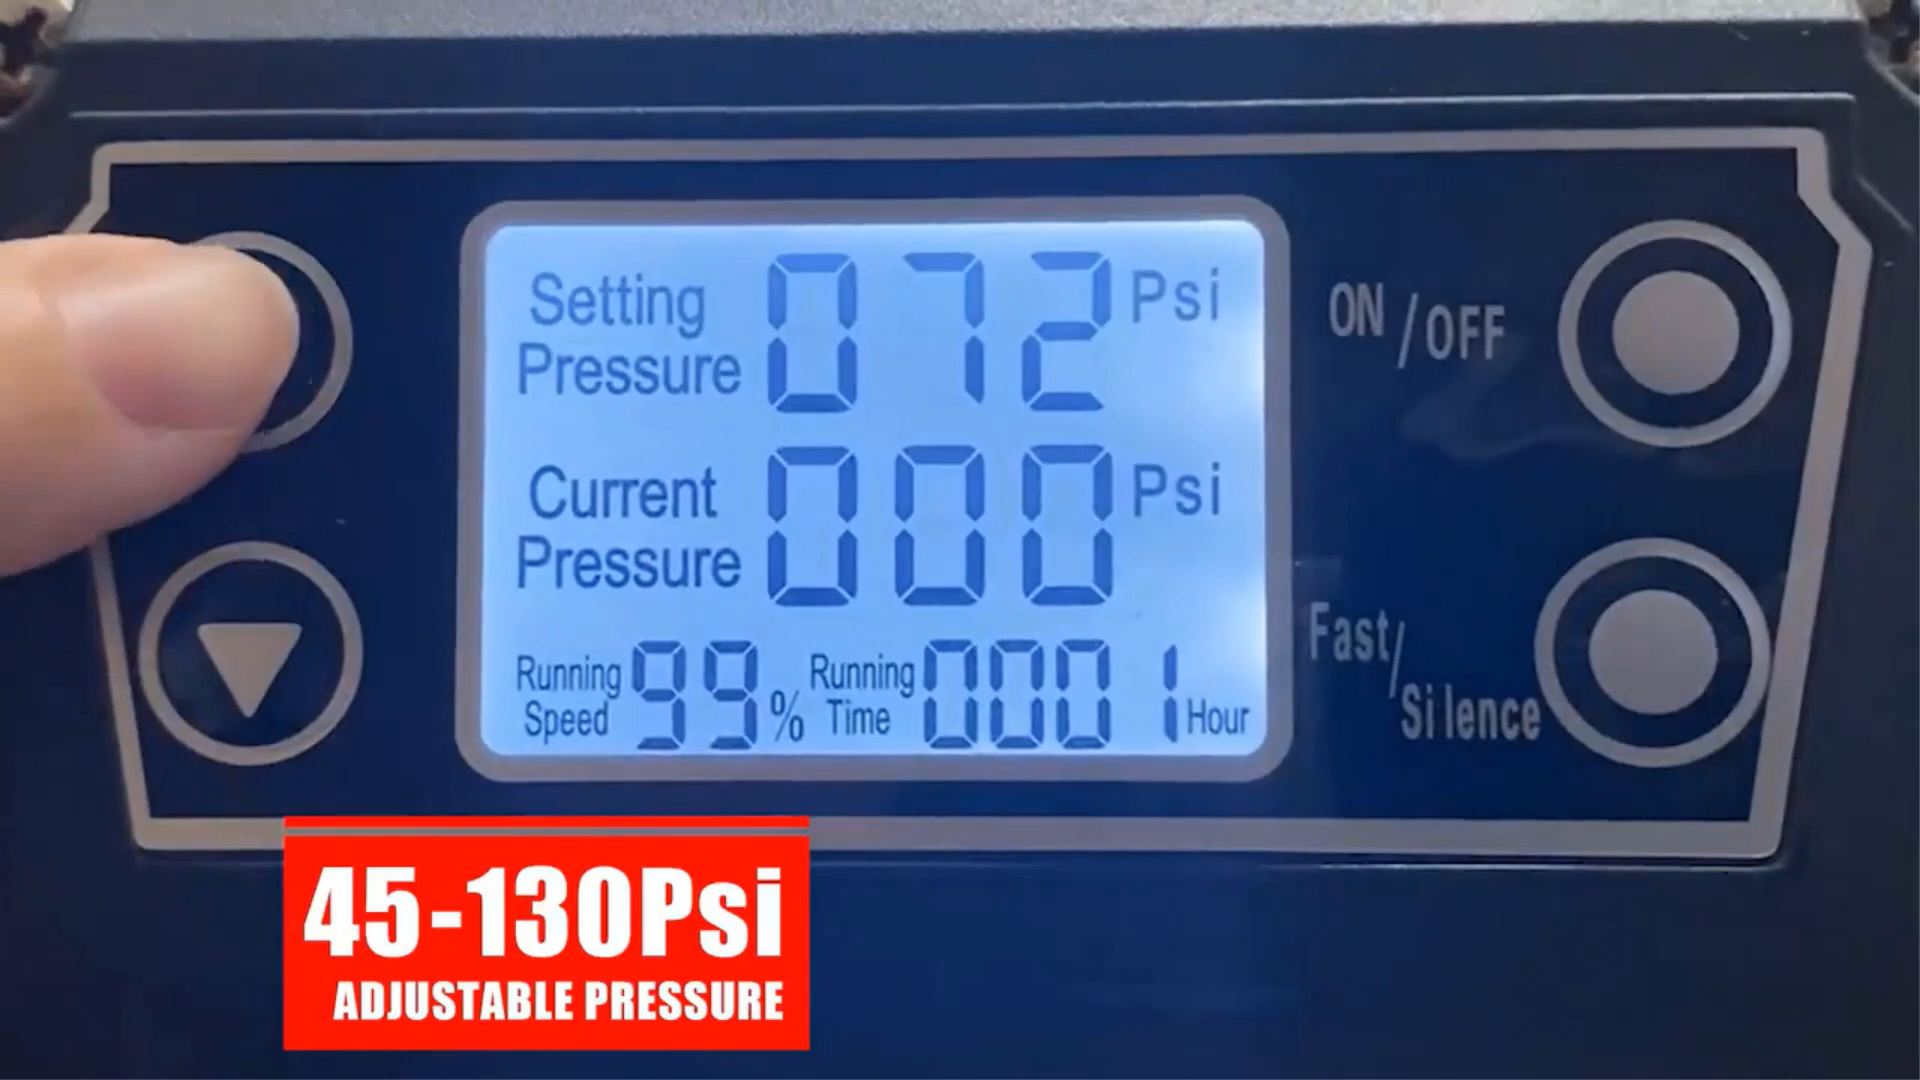 Setting
Pressure 072 Psi
Current
Pressure 000 Psi
Running
Speed 99 %
Running
Time 0001 Hour
ON/OFF
Fast/
Silence
45-130Psi
ADJUSTABLE PRESSURE